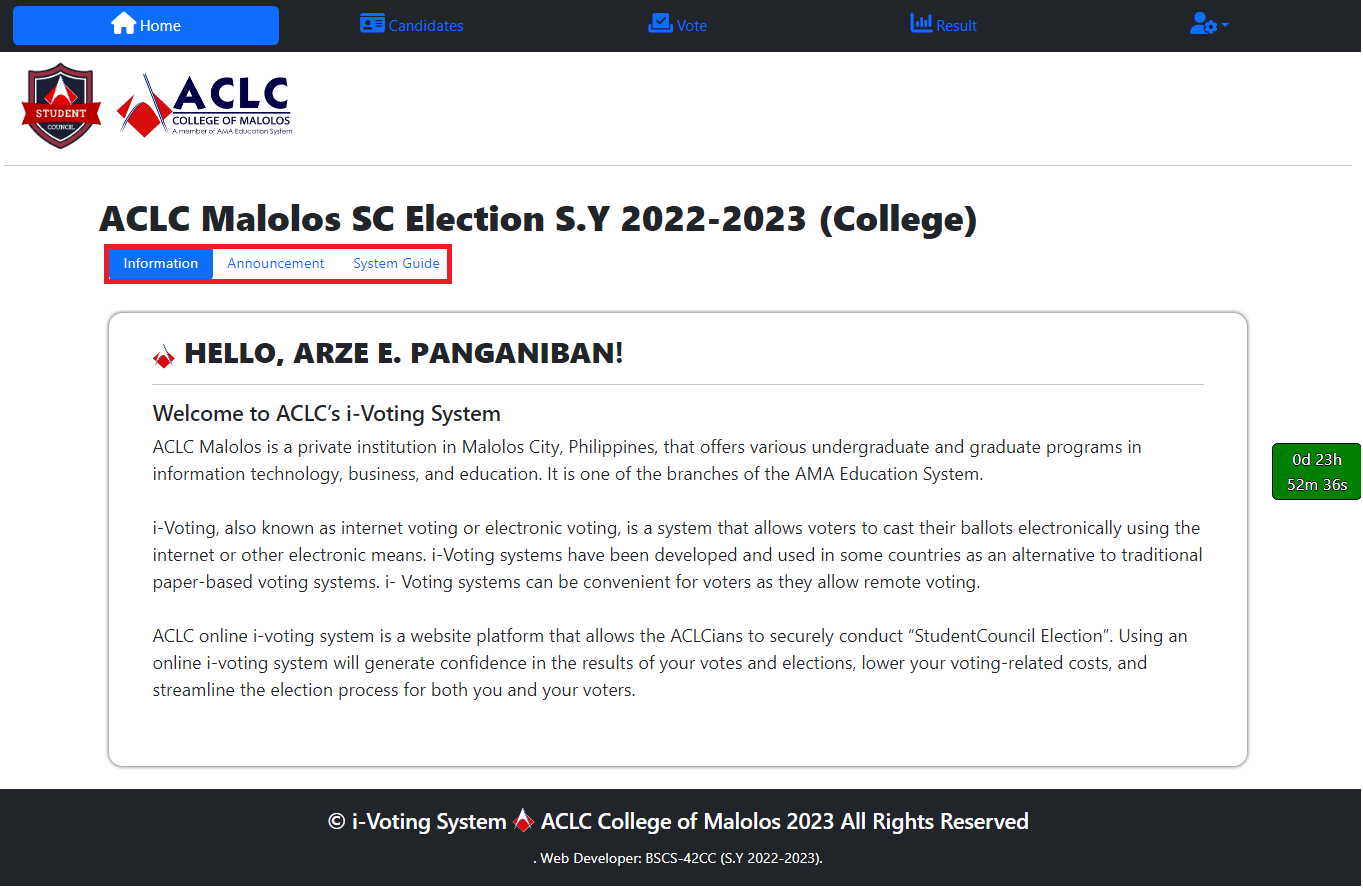 Home
Candidates
Vote
Result
STUDENT
COUNCIL
ACLC
COLLEGE OF MALOLOS
A member of AMA Education System
ACLC Malolos SC Election S.Y 2022-2023 (College)
Information
Announcement
System Guide
HELLO, ARZE E. PANGANIBAN!
Welcome to ACLC’s i-Voting System
ACLC Malolos is a private institution in Malolos City, Philippines, that offers various undergraduate and graduate programs in
information technology, business, and education. It is one of the branches of the AMA Education System.
i-Voting, also known as internet voting or electronic voting, is a system that allows voters to cast their ballots electronically using the
internet or other electronic means. i-Voting systems have been developed and used in some countries as an alternative to traditional
paper-based voting systems. i- Voting systems can be convenient for voters as they allow remote voting.
ACLC online i-voting system is a website platform that allows the ACLCians to securely conduct “StudentCouncil Election”. Using an
online i-voting system will generate confidence in the results of your votes and elections, lower your voting-related costs, and
streamline the election process for both you and your voters.
0d 23h
52m 36s
© i-Voting System ACLC College of Malolos 2023 All Rights Reserved
. Web Developer: BSCS-42CC (S.Y 2022-2023).